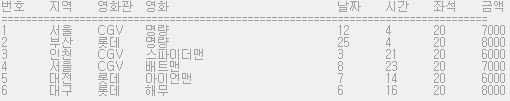 번호 지역 영화관 영화 날짜 시간 좌석 금액
================================================================
1 서울 CGV 명량 12 4 20 7000
2 부산 롯데 명량 25 4 20 8000
3 인천 CGV 스파이더맨 3 21 20 6000
4 서울 CGV 배트맨 8 23 20 7000
5 대전 롯데 아이언맨 7 14 20 6000
6 대구 롯데 해무 6 16 20 8000